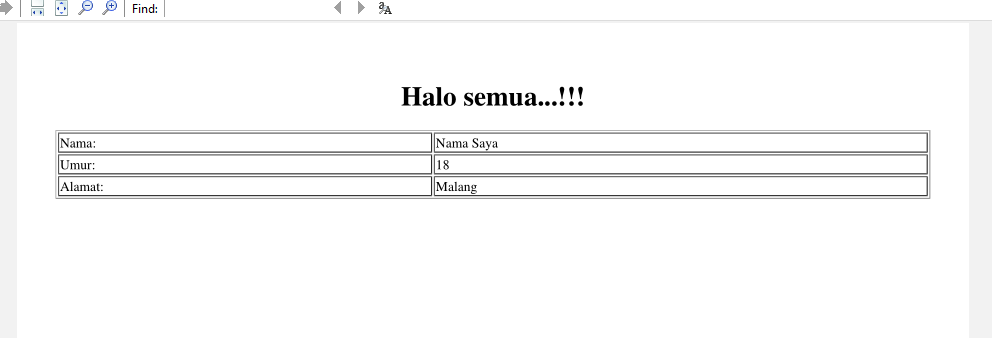 Find:
Halo semua...!!!
Nama: Nama Saya
Umur: 18
Alamat: Malang